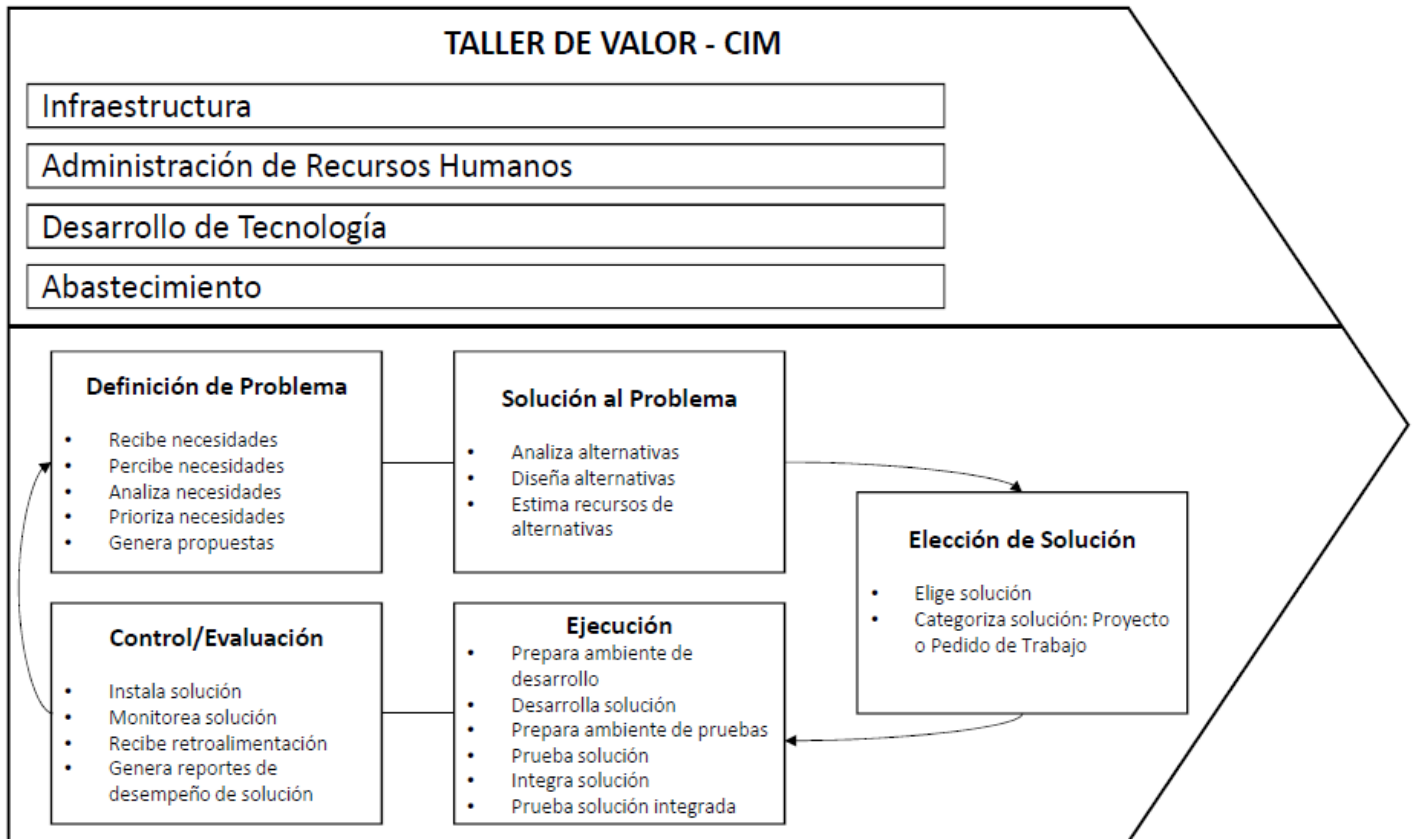 TALLER DE VALOR - CIM
Infraestructura
Administración de Recursos Humanos
Desarrollo de Tecnología
Abastecimiento
Definición de Problema
• Recibe necesidades
• Percibe necesidades
• Analiza necesidades
• Prioriza necesidades
• Genera propuestas
Solución al Problema
• Analiza alternativas
• Diseña alternativas
• Estima recursos de
alternativas
Elección de Solución
• Elige solución
• Categoriza solución: Proyecto
o Pedido de Trabajo
Control/Evaluación
• Instala solución
• Monitorea solución
• Recibe retroalimentación
• Genera reportes de
desempeño de solución
Ejecución
• Prepara ambiente de
desarrollo
• Desarrolla solución
• Prepara ambiente de pruebas
• Prueba solución
• Integra solución
• Prueba solución integrada